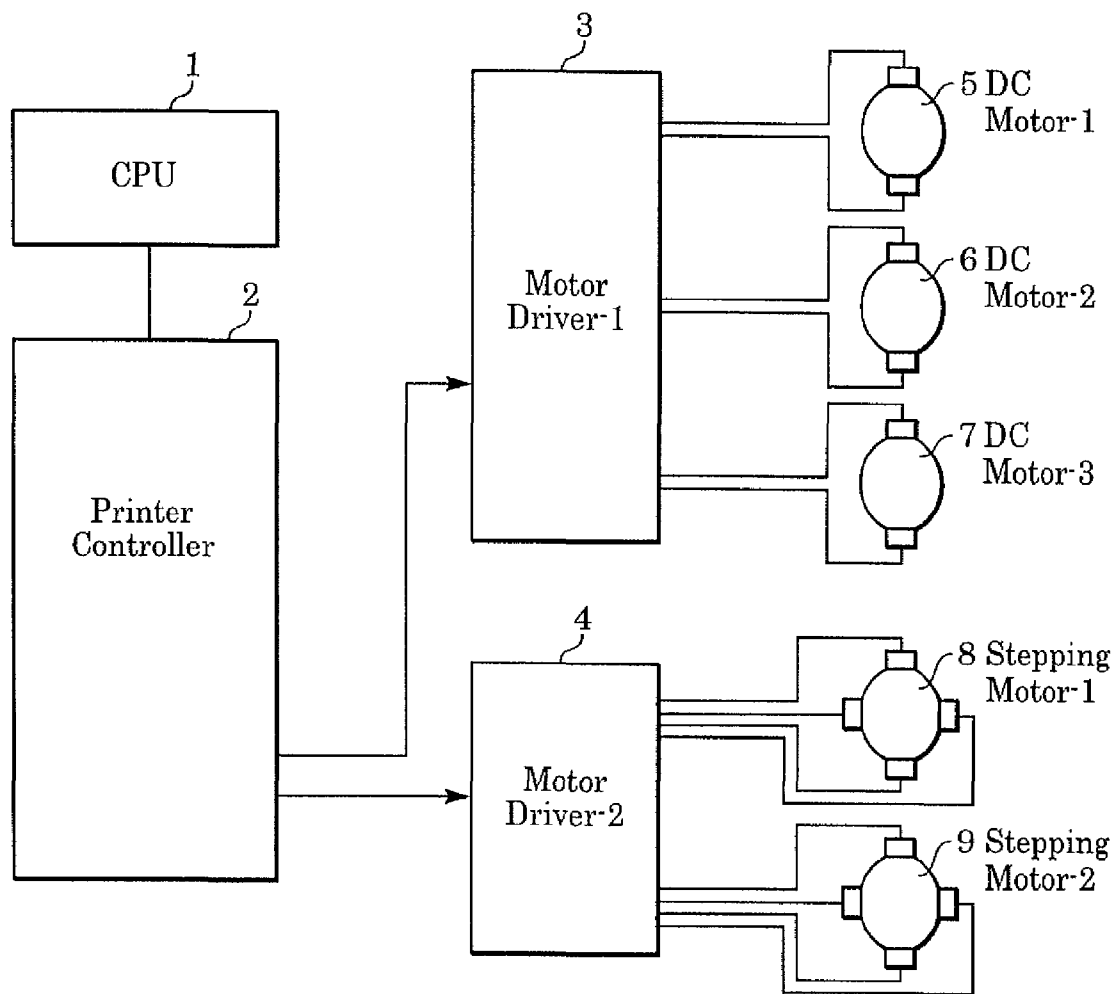 1
CPU
2
Printer
Controller
3
Motor
Driver-1
4
Motor
Driver-2
5 DC
Motor-1
6 DC
Motor-2
7 DC
Motor-3
8 Stepping
Motor-1
9 Stepping
Motor-2